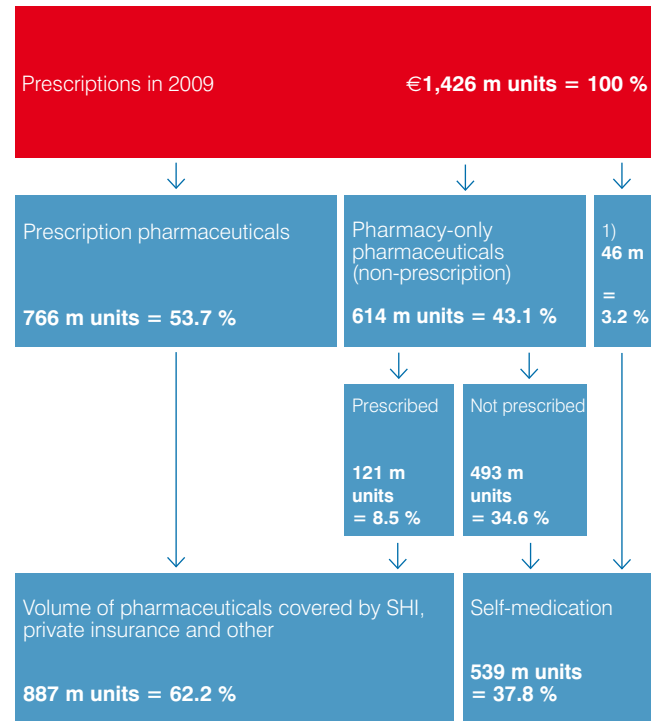 Prescriptions in 2009 €1,426 m units = 100 %
Prescription pharmaceuticals
766 m units = 53.7 %
Pharmacy-only
pharmaceuticals
(non-prescription)
614 m units = 43.1 %
1)
46 m
=
3.2 %
Prescribed
121 m
units
= 8.5 %
Not prescribed
493 m
units
= 34.6 %
Volume of pharmaceuticals covered by SHI,
private insurance and other
887 m units = 62.2 %
Self-medication
539 m units
= 37.8 %